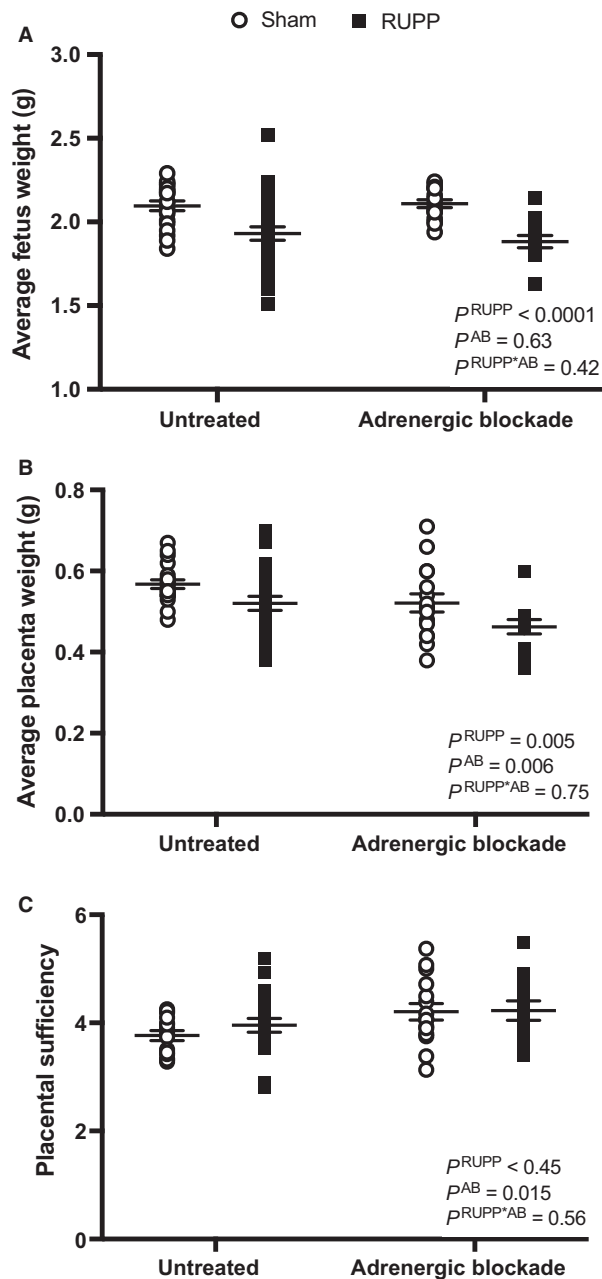 Sham RUPP
A
Average fetus weight (g)
3.0
2.5
2.0
1.5
1.0
P^RUPP < 0.0001
P^AB = 0.63
P^RUPP*AB = 0.42
Untreated Adrenergic blockade
B
Average placenta weight (g)
0.8
0.6
0.4
0.2
0.0
P^RUPP = 0.005
P^AB = 0.006
P^RUPP*AB = 0.75
Untreated Adrenergic blockade
C
Placental sufficiency
6
4
2
0
P^RUPP < 0.45
P^AB = 0.015
P^RUPP*AB = 0.56
Untreated Adrenergic blockade